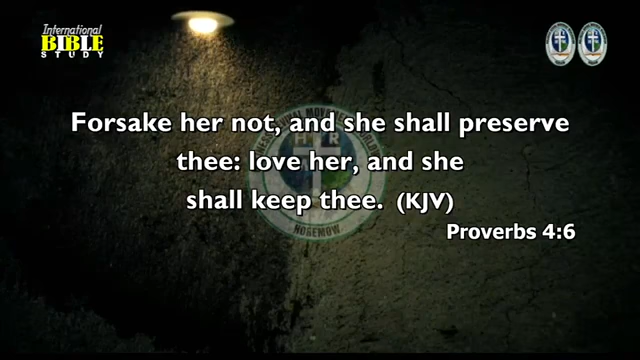 International
BIBLE
STUDY
Forsake her not, and she shall preserve
thee: love her, and she
shall keep thee. (KJV)
Proverbs 4:6
H R
HOREMOW